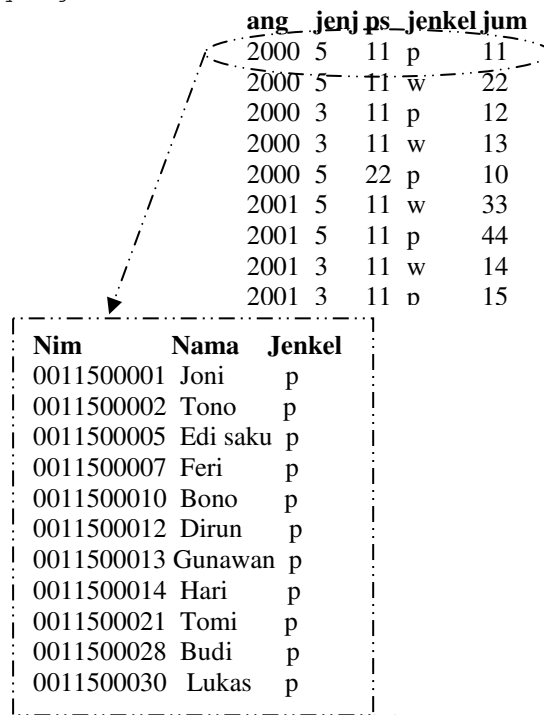 ang jenj ps_jenkel jum
2000 5 11 p 11
2000 5 11 w 22
2000 3 11 p 12
2000 3 11 w 13
2000 5 22 p 10
2001 5 11 w 33
2001 5 11 p 44
2001 3 11 w 14
2001 3 11 p 15
Nim Nama Jenkel
0011500001 Joni p
0011500002 Tono p
0011500005 Edi saku p
0011500007 Feri p
0011500010 Bono p
0011500012 Dirun p
0011500013 Gunawan p
0011500014 Hari p
0011500021 Tomi p
0011500028 Budi p
0011500030 Lukas p